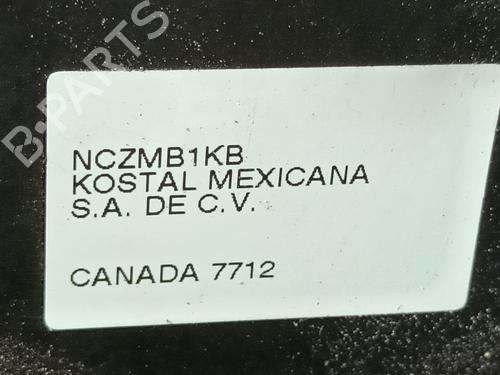 B-PARTS
NCZMB1KB
KOSTAL MEXICANA
S.A. DE C.V.
CANADA 7712